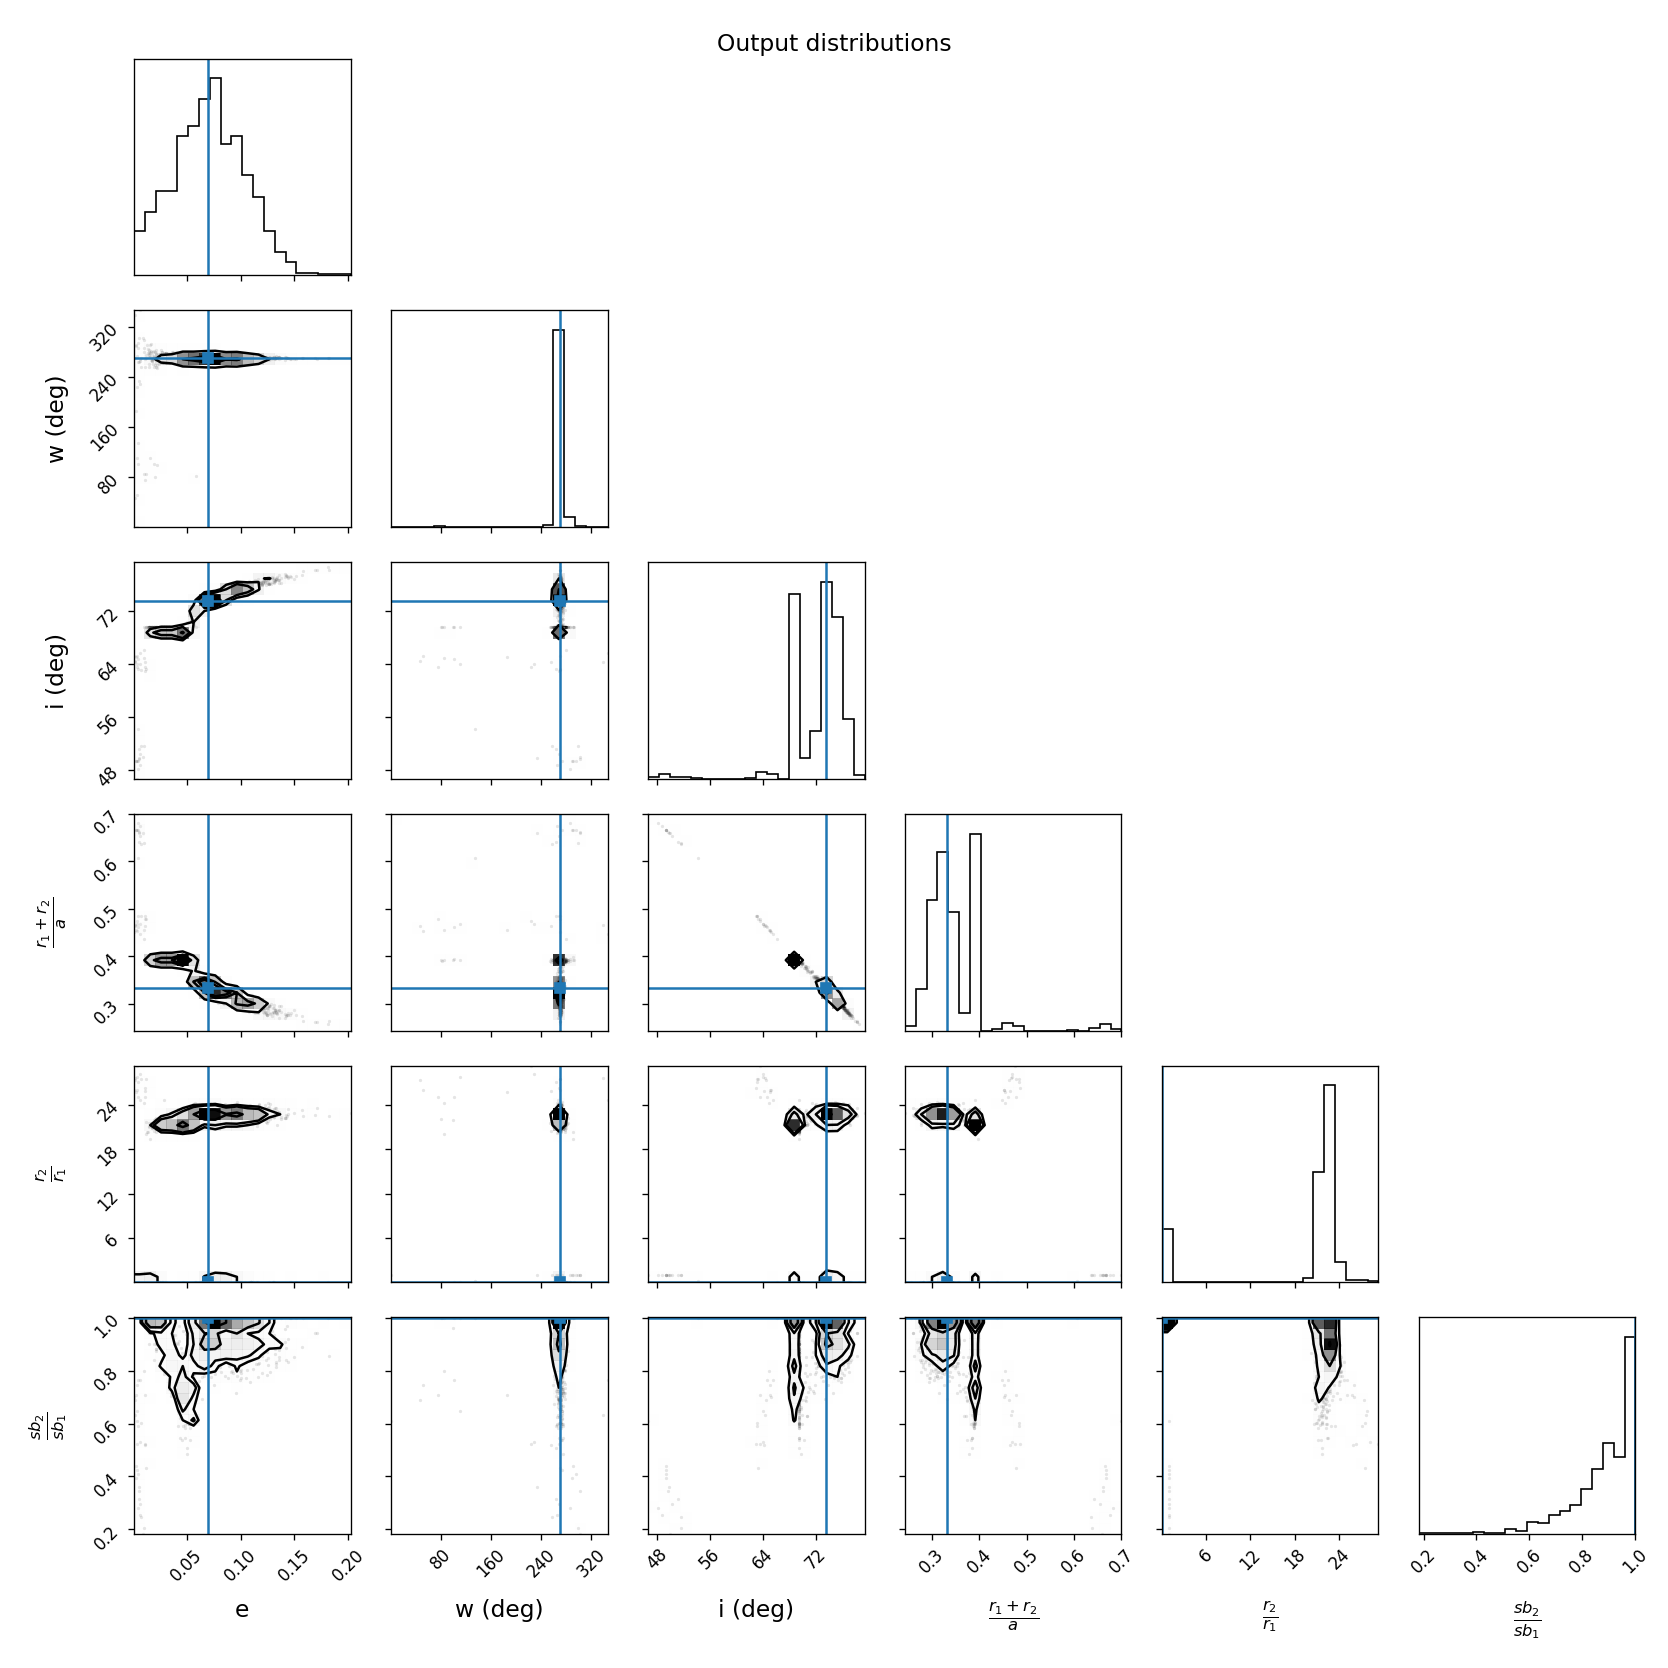 Output distributions
320
240
160
80
w (deg)
72
64
56
48
i (deg)
0.7
0.6
0.5
0.4
0.3
r₁ + r₂
a
24
18
12
6
r₂
r₁
1.0
0.8
0.6
0.4
0.2
sb₂
sb₁
0.05 0.10 0.15 0.20 80 160 240 320 48 56 64 72 0.3 0.4 0.5 0.6 0.7 6 12 18 24 0.2 0.4 0.6 0.8 1.0
e w (deg) i (deg)
r₁ + r₂
a
r₂
r₁
sb₂
sb₁